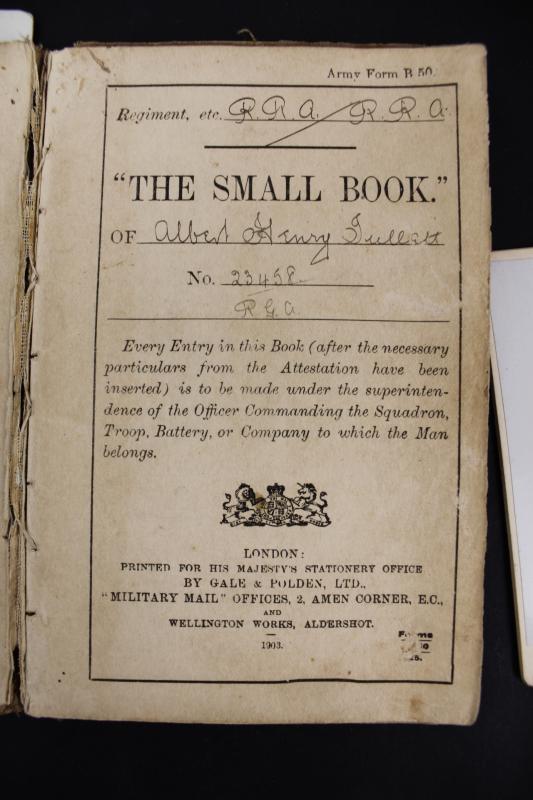 Army Form B 50.
Regiment, etc. R.R.A. / R.R.A.
"THE SMALL BOOK."
OF Albert Henry Tullett
No. 23458
R G A
Every Entry in this Book (after the necessary
particulars from the Attestation have been
inserted) is to be made under the superinten-
dence of the Officer Commanding the Squadron,
Troop, Battery, or Company to which the Man
belongs.
LONDON:
PRINTED FOR HIS MAJESTY'S STATIONERY OFFICE
BY GALE & POLDEN, LTD.,
"MILITARY MAIL" OFFICES, 2, AMEN CORNER, E.C.,
AND
WELLINGTON WORKS, ALDERSHOT.
1903.
Forms